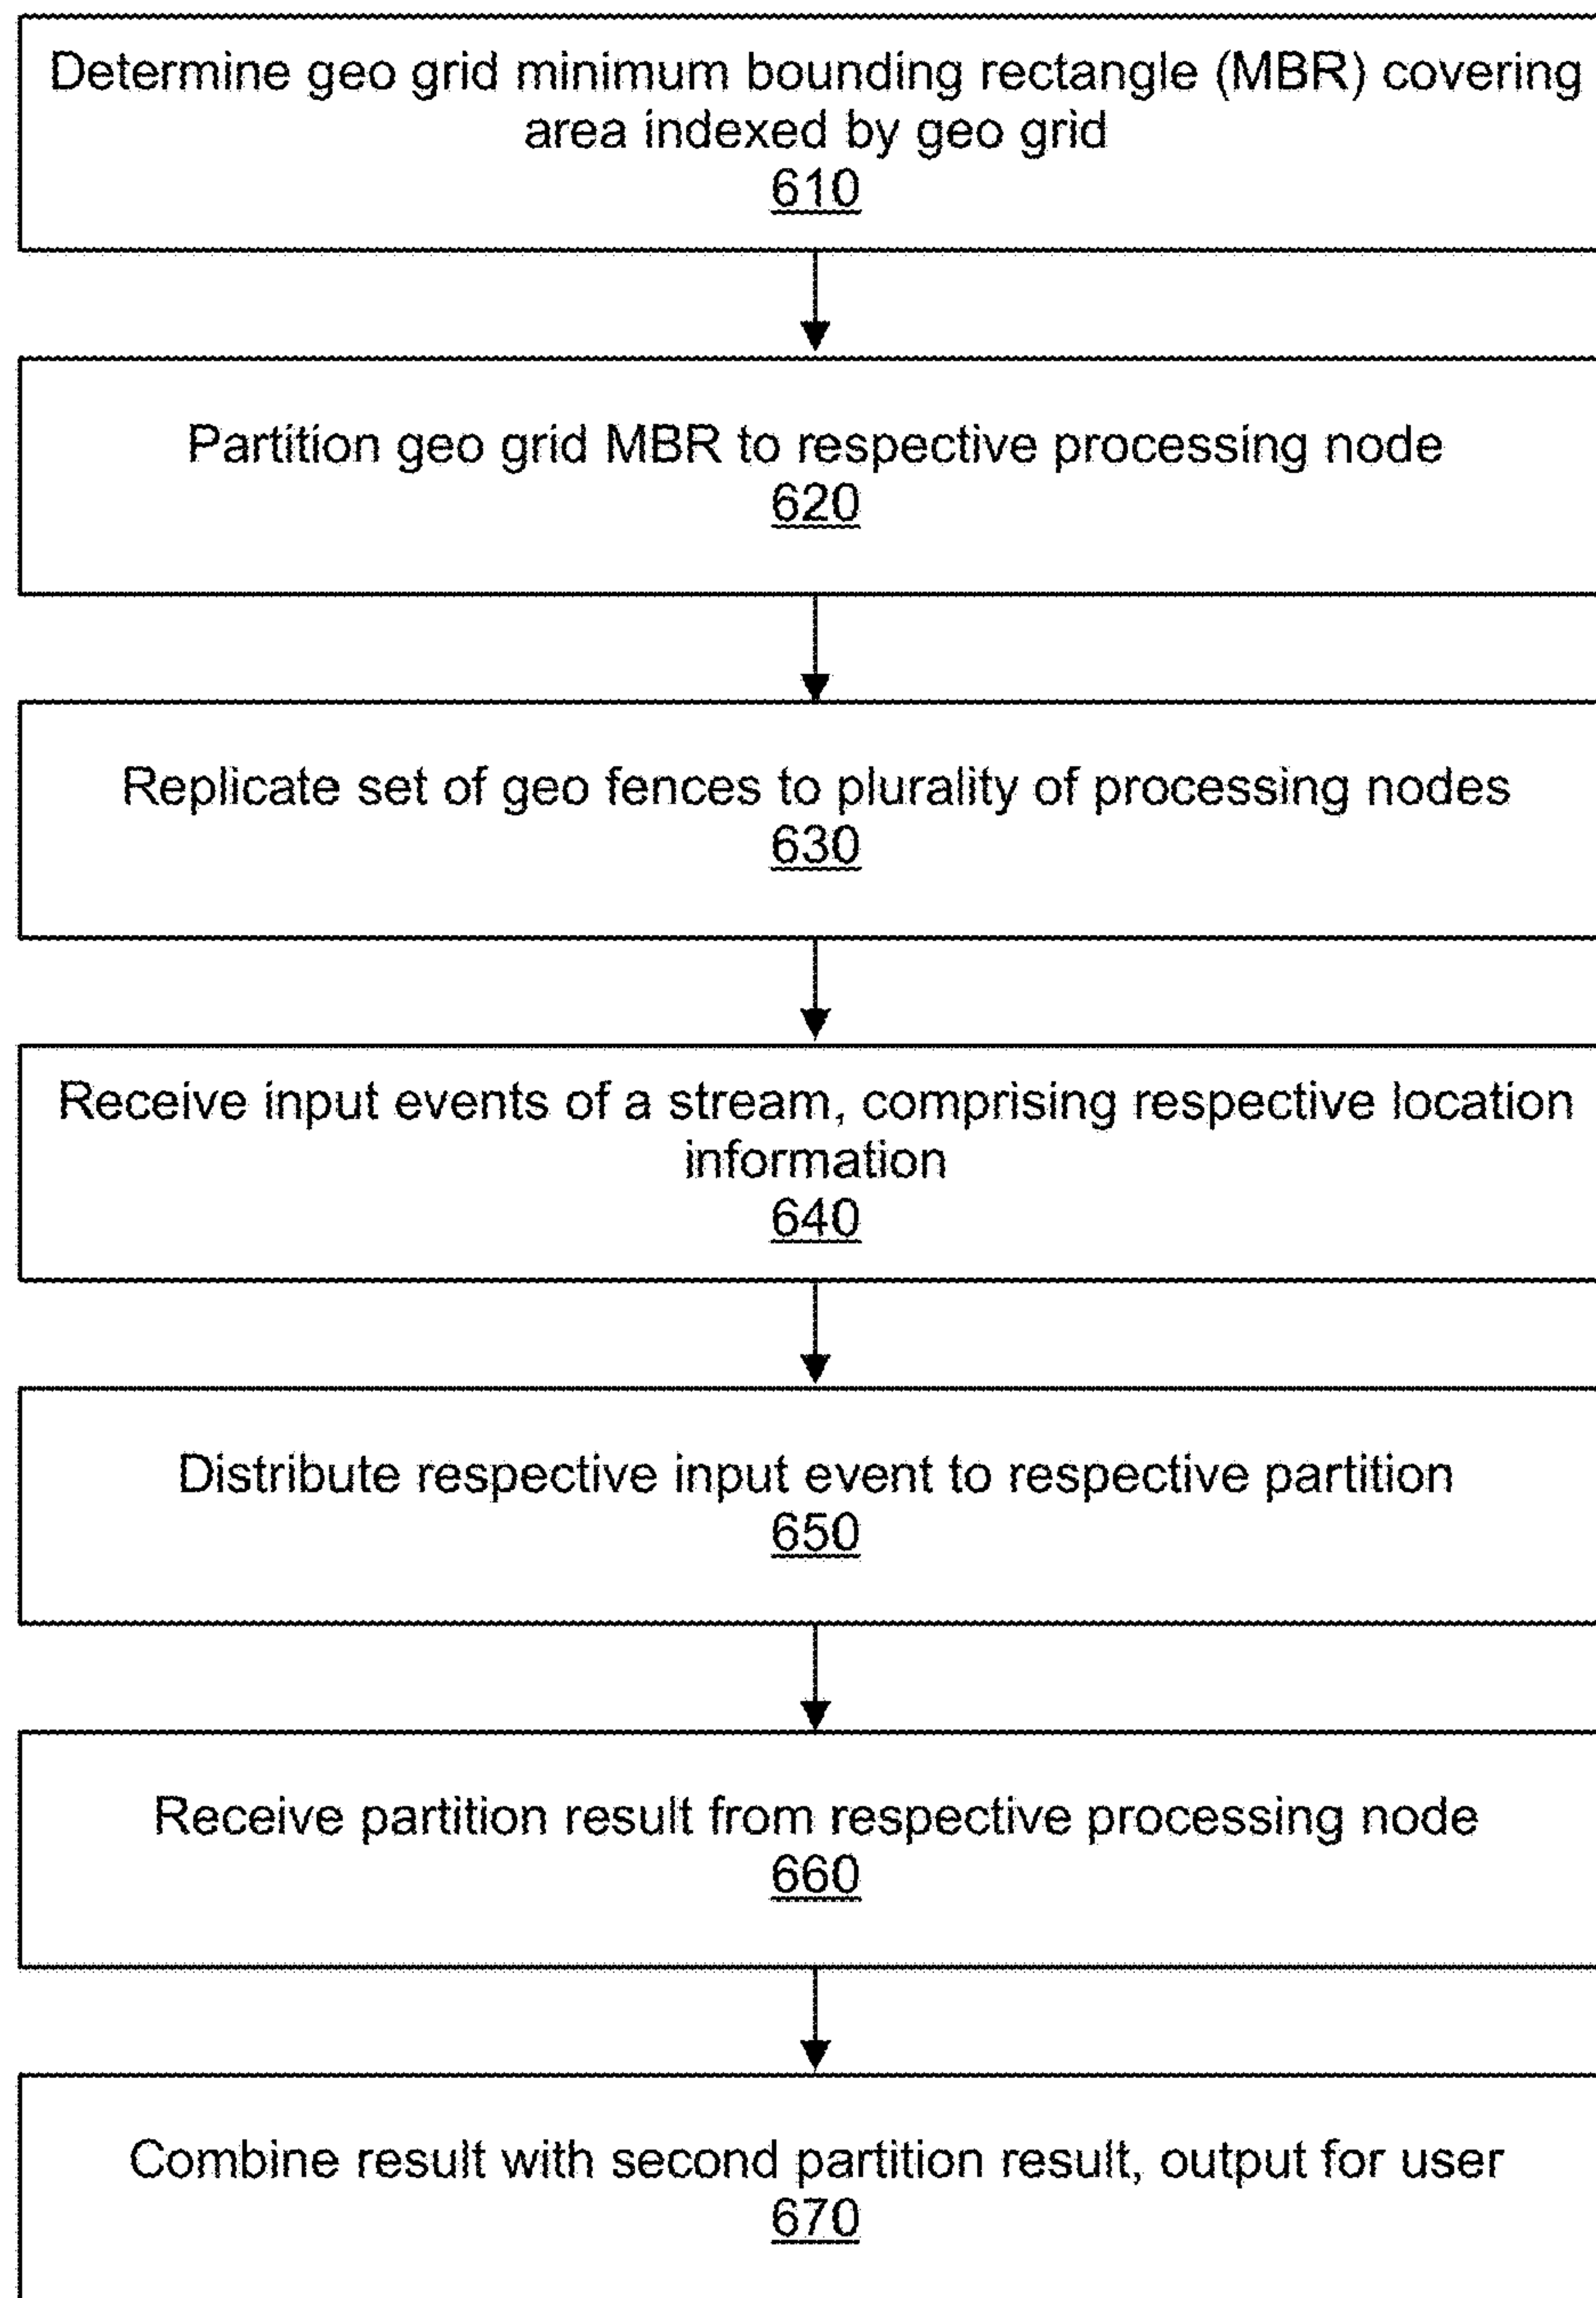 Determine geo grid minimum bounding rectangle (MBR) covering
area indexed by geo grid
610
Partition geo grid MBR to respective processing node
620
Replicate set of geo fences to plurality of processing nodes
630
Receive input events of a stream, comprising respective location
information
640
Distribute respective input event to respective partition
650
Receive partition result from respective processing node
660
Combine result with second partition result, output for user
670